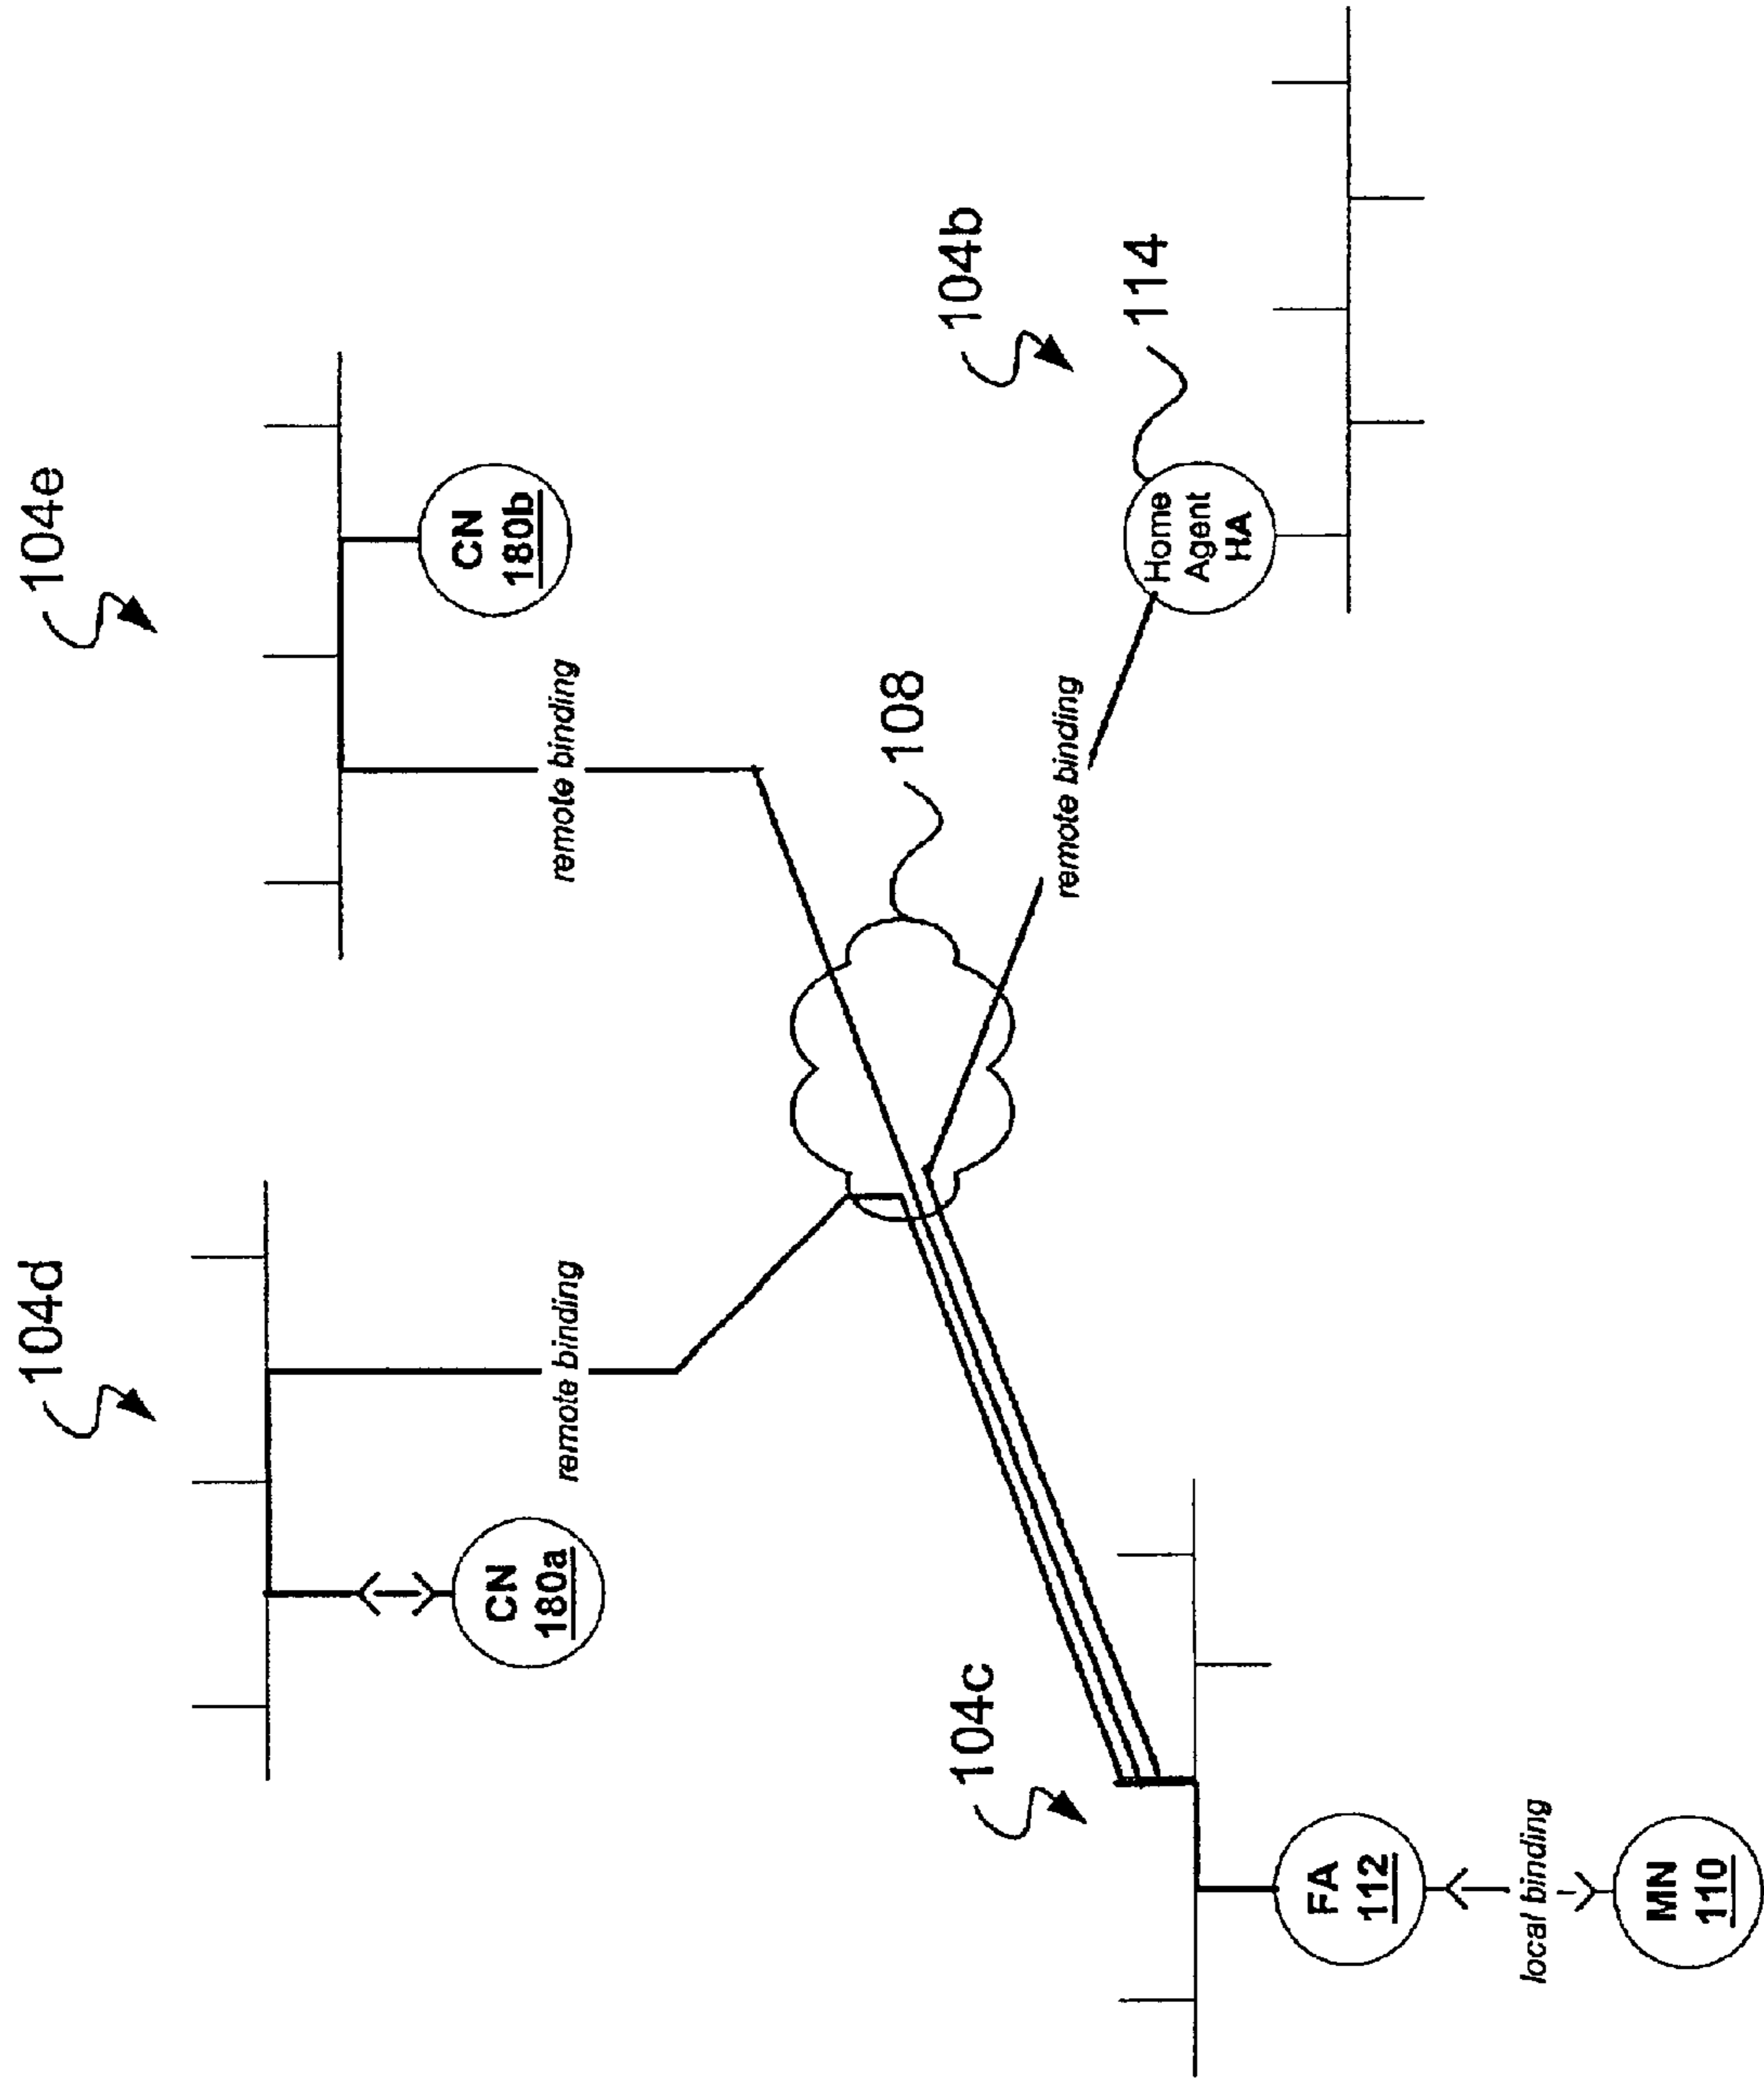 104d
104e
CN
180a
CN
180b
remote binding
remote binding
108
104c
104b
114
remote binding
Home
Agent
HA
FA
112
local binding
MN
110